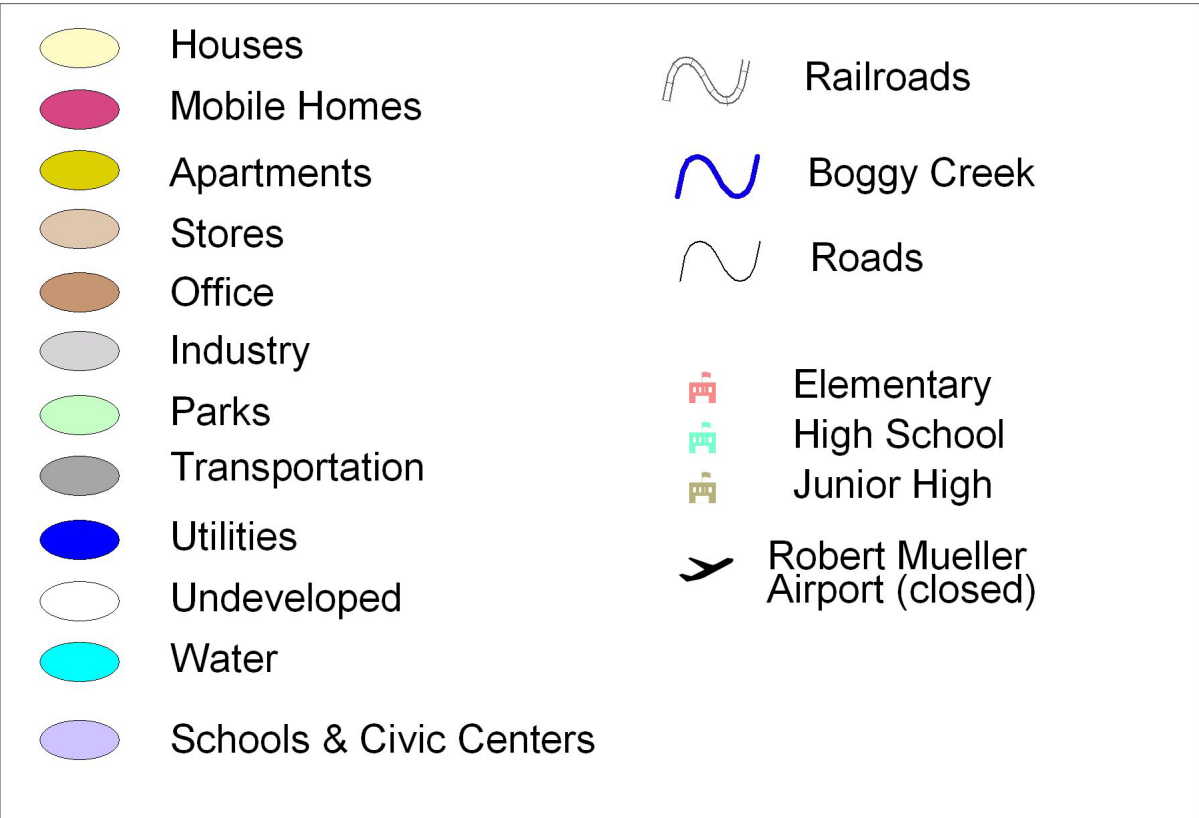 Houses
Mobile Homes
Apartments
Stores
Office
Industry
Parks
Transportation
Utilities
Undeveloped
Water
Schools & Civic Centers
Railroads
Boggy Creek
Roads
Elementary
High School
Junior High
Robert Mueller
Airport (closed)